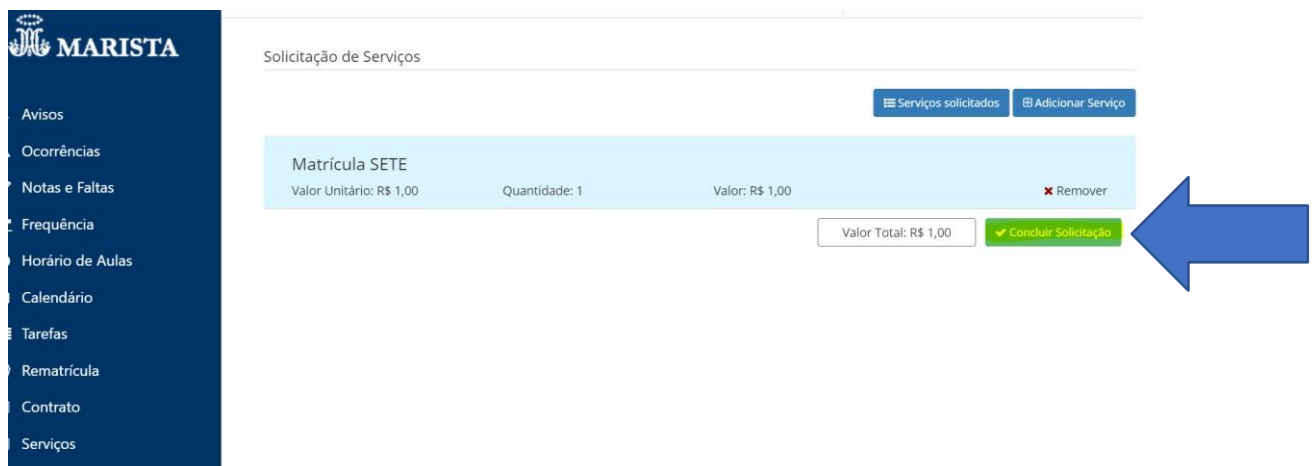 MARISTA
Avisos
Ocorrências
Notas e Faltas
Frequência
Horário de Aulas
Calendário
Tarefas
Rematrícula
Contrato
Serviços
Solicitação de Serviços
Serviços solicitados Adicionar Serviço
Matrícula SETE
Valor Unitário: R$ 1,00 Quantidade: 1 Valor: R$ 1,00 Remover
Valor Total: R$ 1,00 Concluir Solicitação